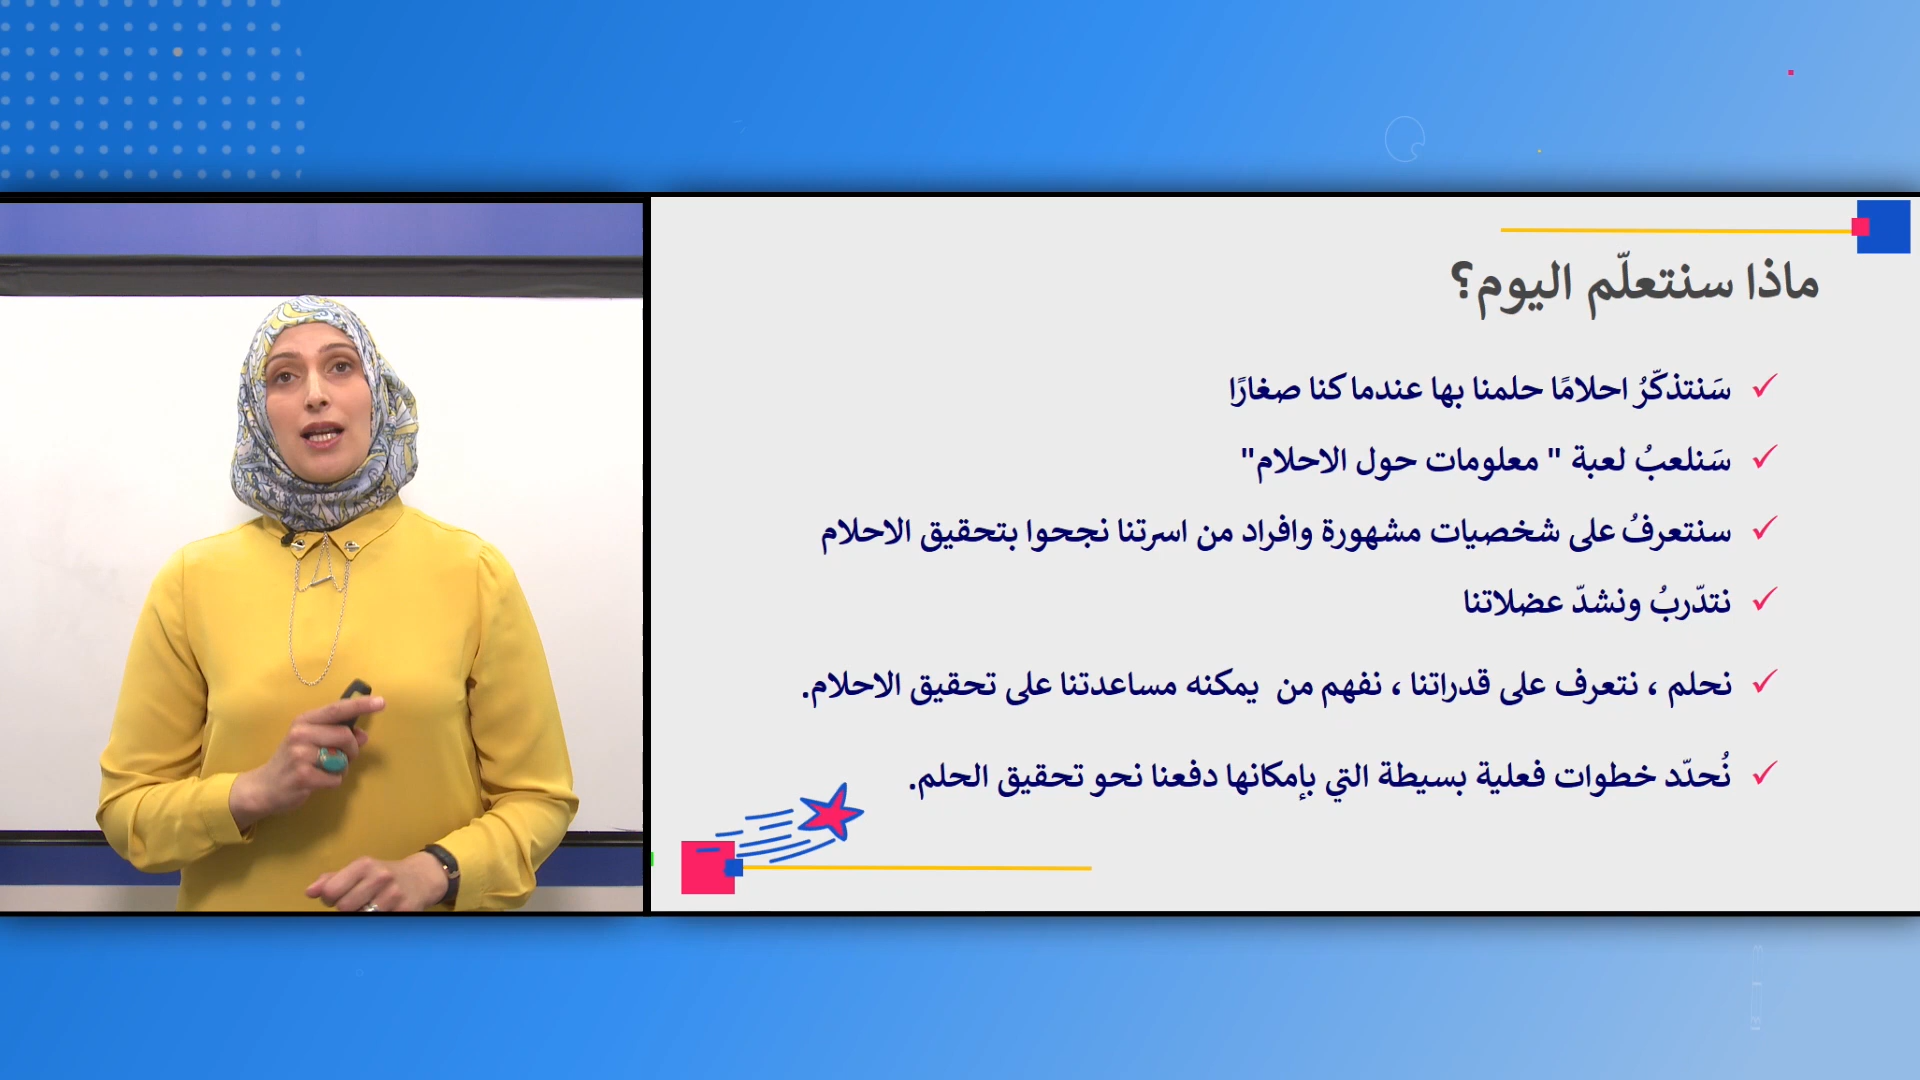 ماذا سنتعلّم اليوم؟
سَنتذكّرُ احلامًا حلمنا بها عندما كنا صغارًا
سَنلعبُ لعبة " معلومات حول الاحلام"
سنتعرفُ على شخصيات مشهورة وافراد من اسرتنا نجحوا بتحقيق الاحلام
نتدّربُ ونشدّ عضلاتنا
نحلم ، نتعرف على قدراتنا ، نفهم من يمكنه مساعدتنا على تحقيق الاحلام.
نُحدّد خطوات فعلية بسيطة التي بإمكانها دفعنا نحو تحقيق الحلم.